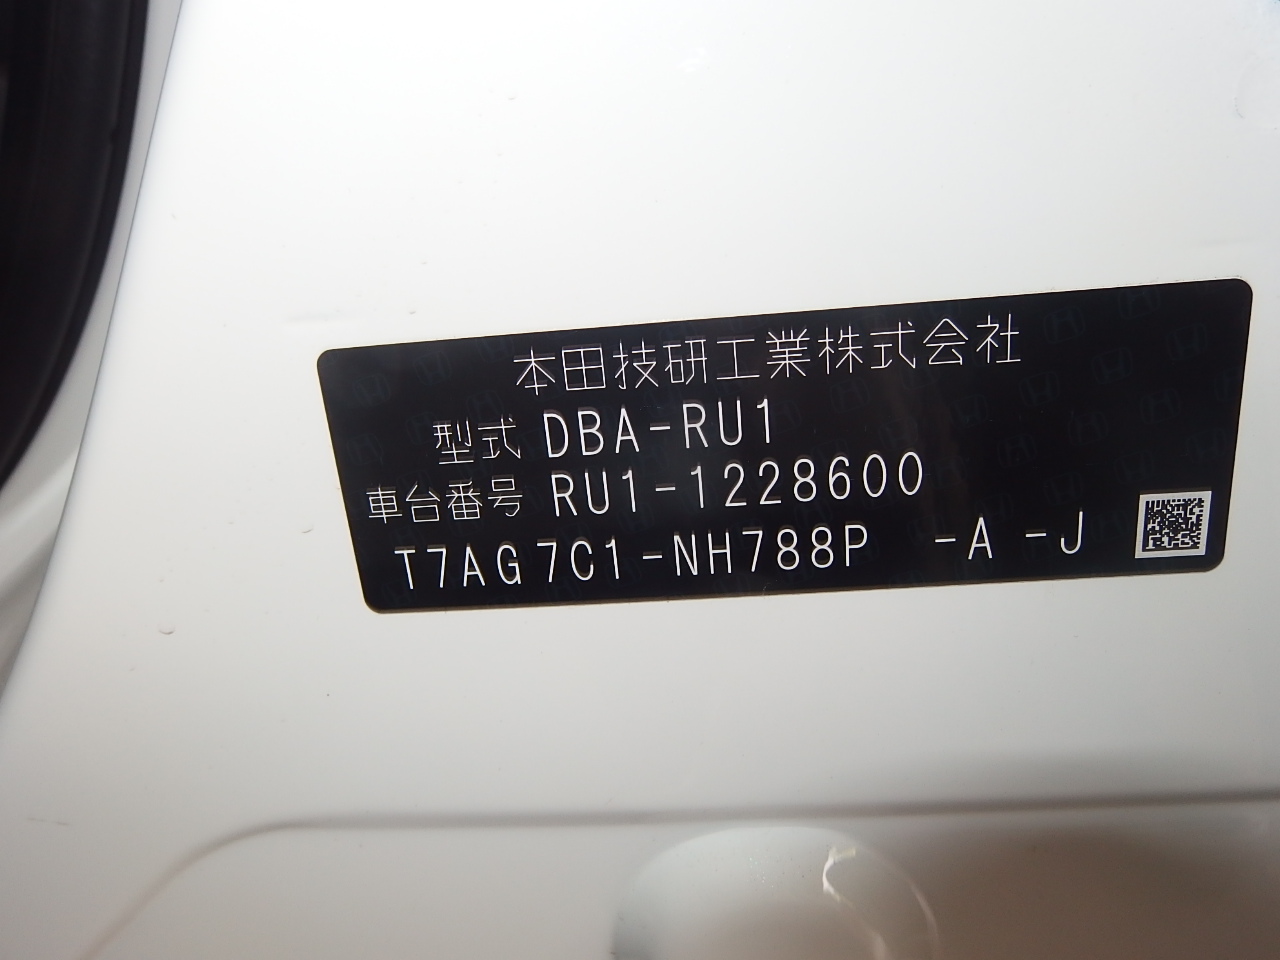 本田技研工業株式会社
型式 DBA-RU1
車台番号 RU1-1228600
T7AG7C1-NH788P -A -J